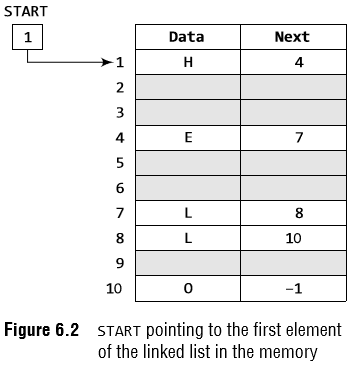 START
1
Data Next
1 H 4
2
3
4 E 7
5
6
7 L 8
8 L 10
9
10 O −1
Figure 6.2 START pointing to the first element
of the linked list in the memory